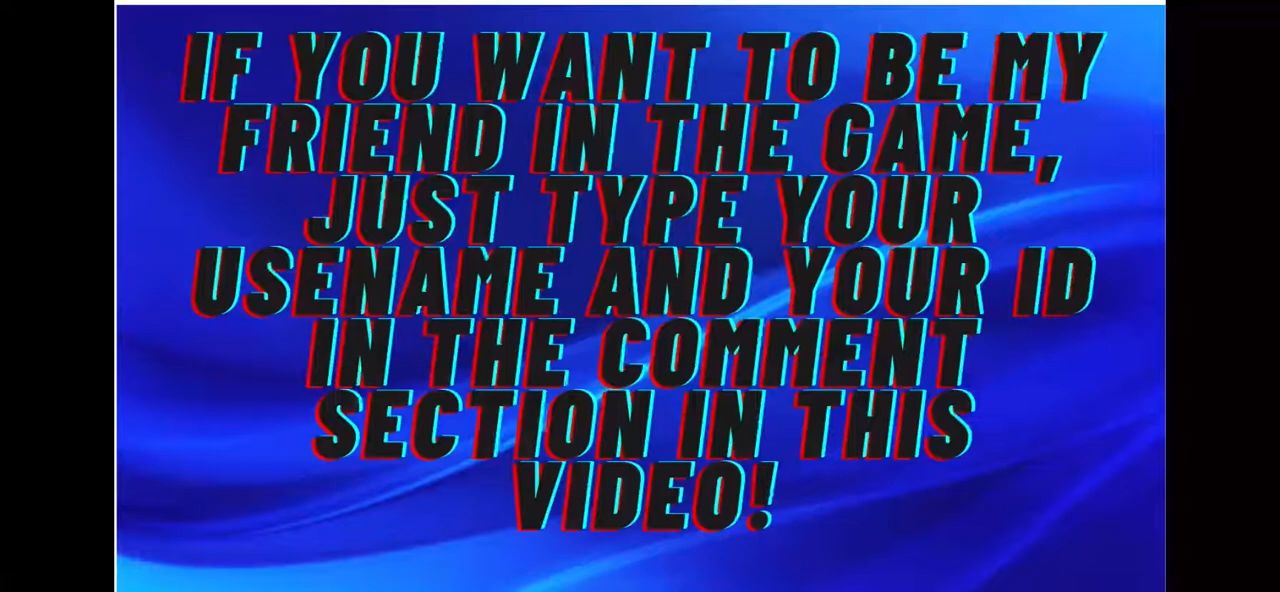 IF YOU WANT TO BE MY
FRIEND IN THE GAME,
JUST TYPE YOUR
USENAME AND YOUR ID
IN THE COMMENT
SECTION IN THIS
VIDEO!